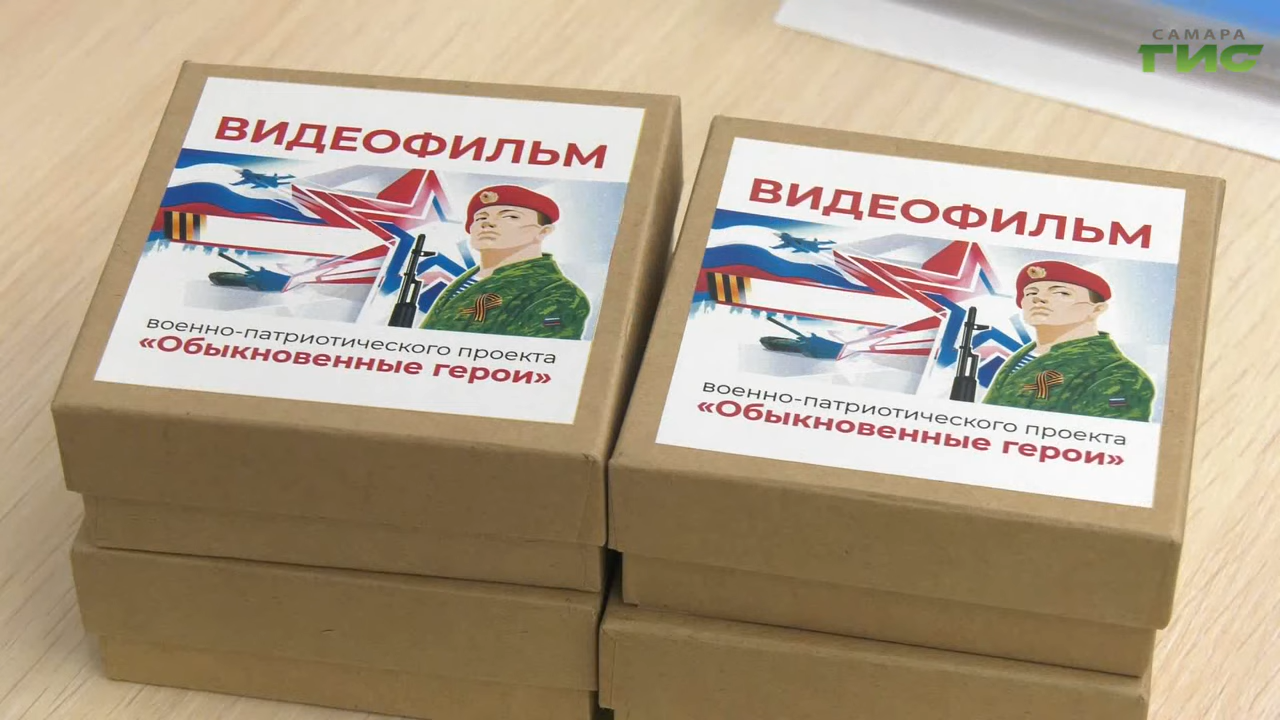 САМАРА
ГИС
ВИДЕОФИЛЬМ
военно-патриотического проекта
«Обыкновенные герои»
ВИДЕОФИЛЬМ
военно-патриотического проекта
«Обыкновенные герои»